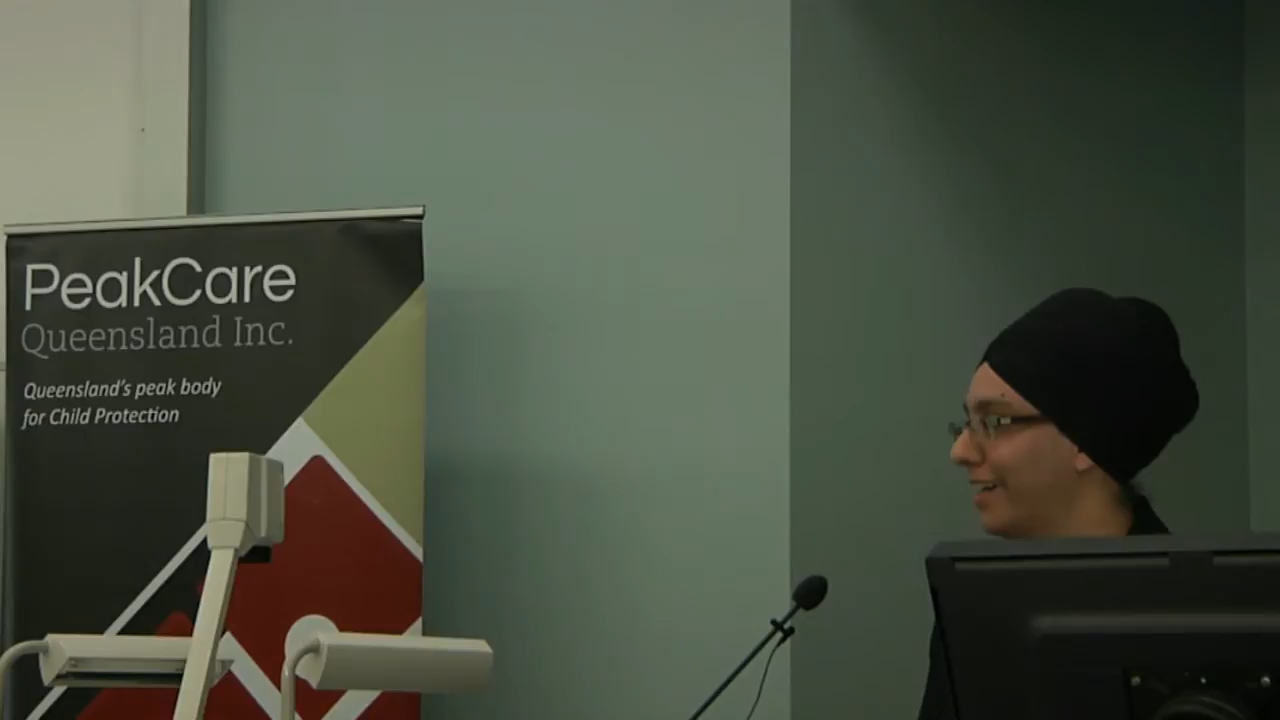 PeakCare
Queensland Inc.
Queensland's peak body
for Child Protection